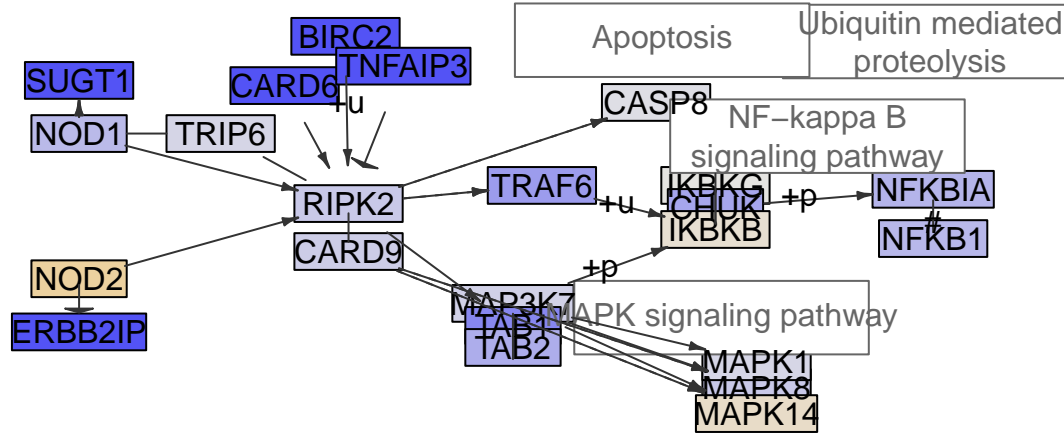 BIRC2
Apoptosis
Ubiquitin mediated
proteolysis
TNFAIP3
SUGT1
CARD6
+u
CASP8
NOD1
TRIP6
NF−kappa B
signaling pathway
RIPK2
TRAF6
+u
IKBKG
CHUK
IKBKB
+p
NFKBIA
#
NFKB1
CARD9
NOD2
+p
MAP3K7
TAB1
TAB2
MAPK signaling pathway
ERBB2IP
MAPK1
MAPK8
MAPK14